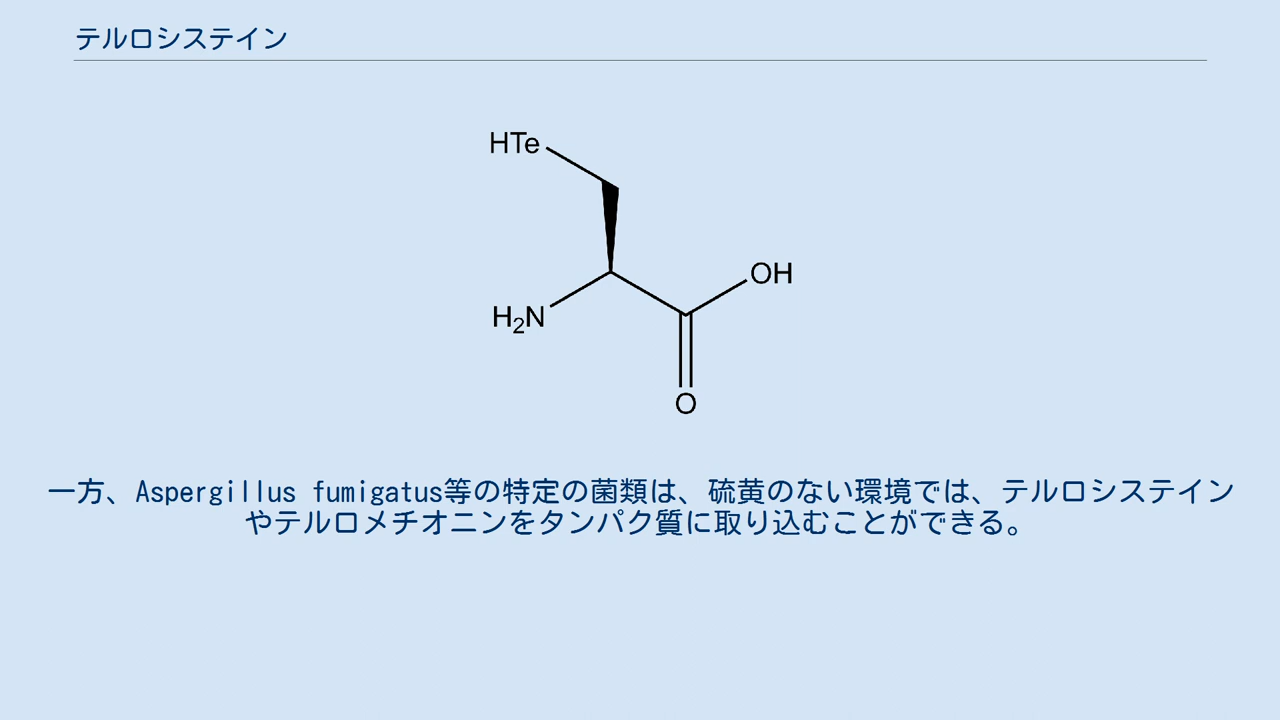 テルロシステイン
HTe
OH
H₂N
O
一方、Aspergillus fumigatus等の特定の菌類は、硫黄のない環境では、テルロシステイン
やテルロメチオニンをタンパク質に取り込むことができる。